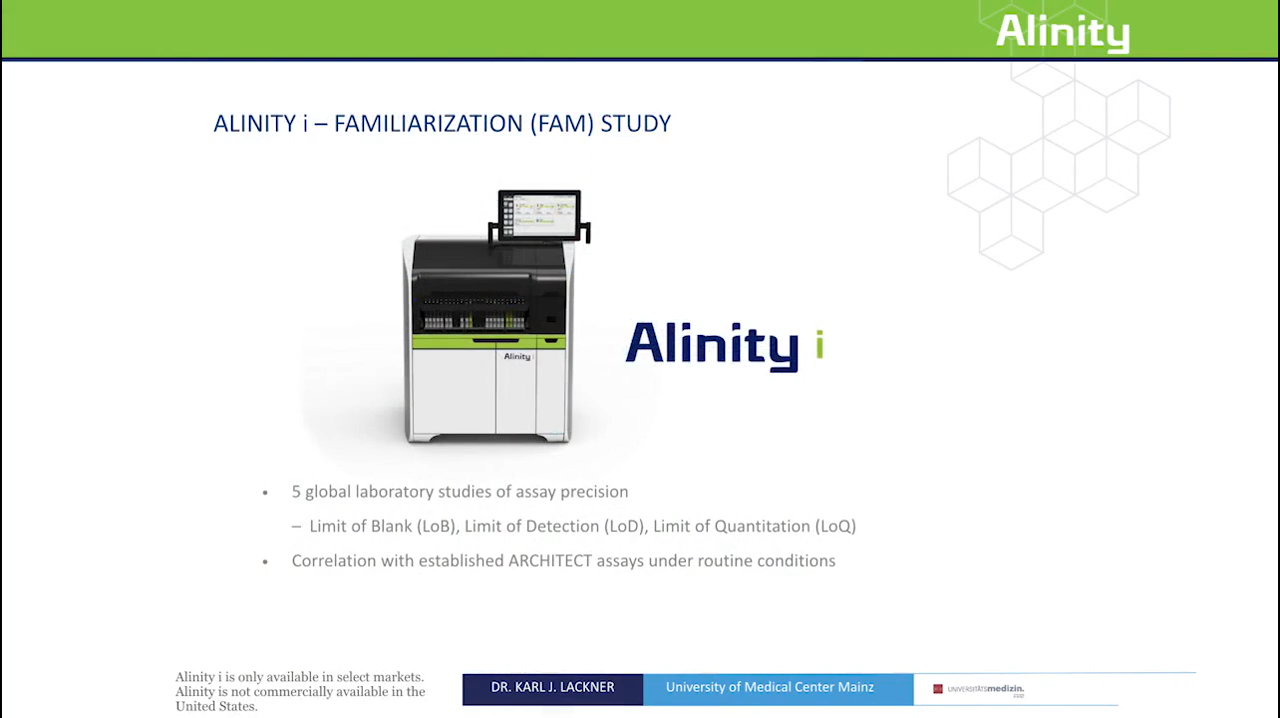 Alinity
ALINITY i – FAMILIARIZATION (FAM) STUDY
Alinity i
Alinity i
• 5 global laboratory studies of assay precision
– Limit of Blank (LoB), Limit of Detection (LoD), Limit of Quantitation (LoQ)
• Correlation with established ARCHITECT assays under routine conditions
Alinity i is only available in select markets.
Alinity is not commercially available in the
United States.
DR. KARL J. LACKNER
University of Medical Center Mainz
UNIVERSITÄTSmedizin.